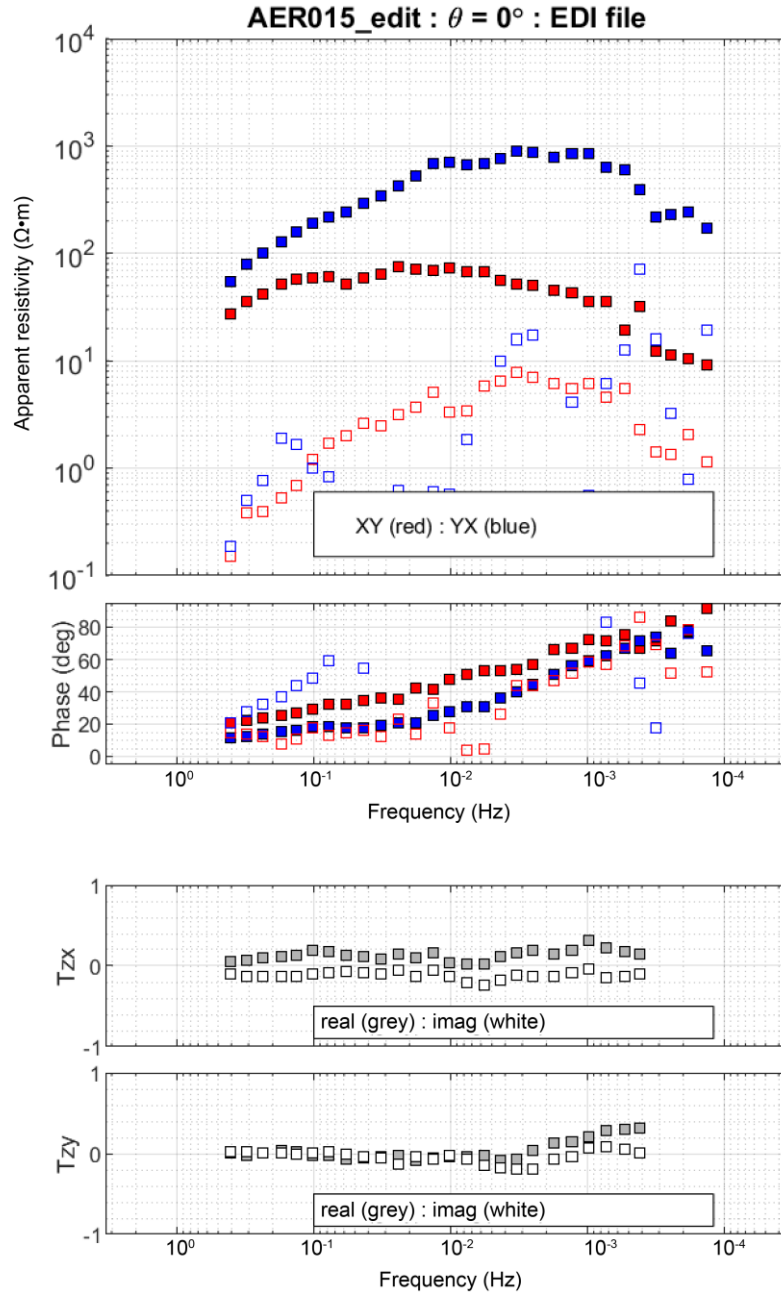 AER015_edit : θ = 0° : EDI file
Apparent resistivity (Ω•m)
10^4
10^3
10^2
10^1
10^0
10^-1
XY (red) : YX (blue)
Phase (deg)
80
60
40
20
0
10^0 10^-1 10^-2 10^-3 10^-4
Frequency (Hz)
Tzx
1
0
-1
real (grey) : imag (white)
Tzy
1
0
-1
real (grey) : imag (white)
10^0 10^-1 10^-2 10^-3 10^-4
Frequency (Hz)